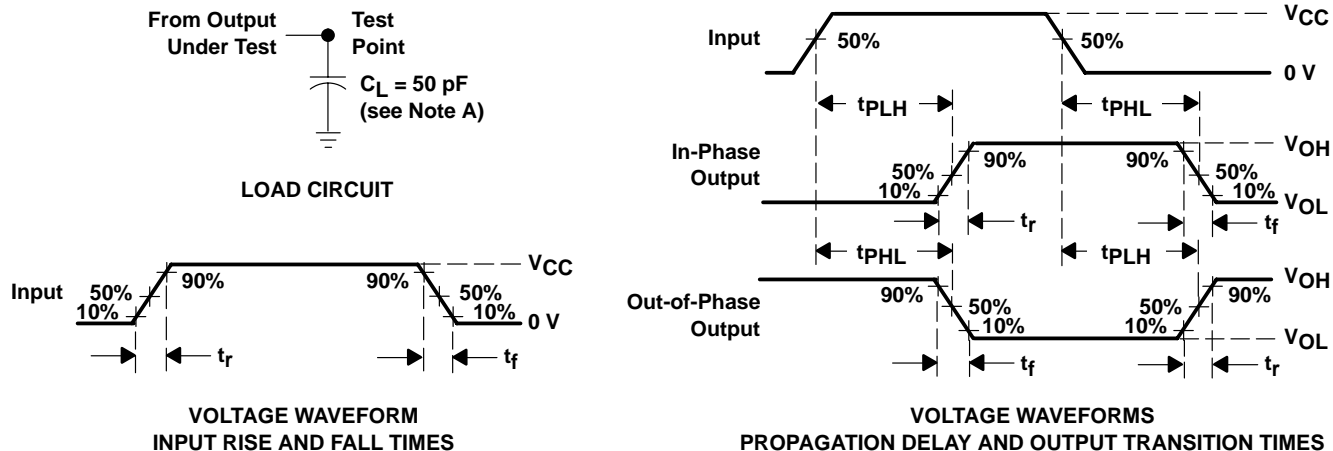 From Output
Under Test
Test
Point
CL = 50 pF
(see Note A)
LOAD CIRCUIT
Input
50%
10%
90%
90%
50%
10%
VCC
0 V
tr
tf
VOLTAGE WAVEFORM
INPUT RISE AND FALL TIMES
Input
50%
50%
VCC
0 V
tPLH
tPHL
In-Phase
Output
50%
10%
90%
90%
50%
10%
VOH
VOL
tr
tf
tPHL
tPLH
Out-of-Phase
Output
90%
50%
10%
50%
10%
90%
VOH
VOL
tf
tr
VOLTAGE WAVEFORMS
PROPAGATION DELAY AND OUTPUT TRANSITION TIMES